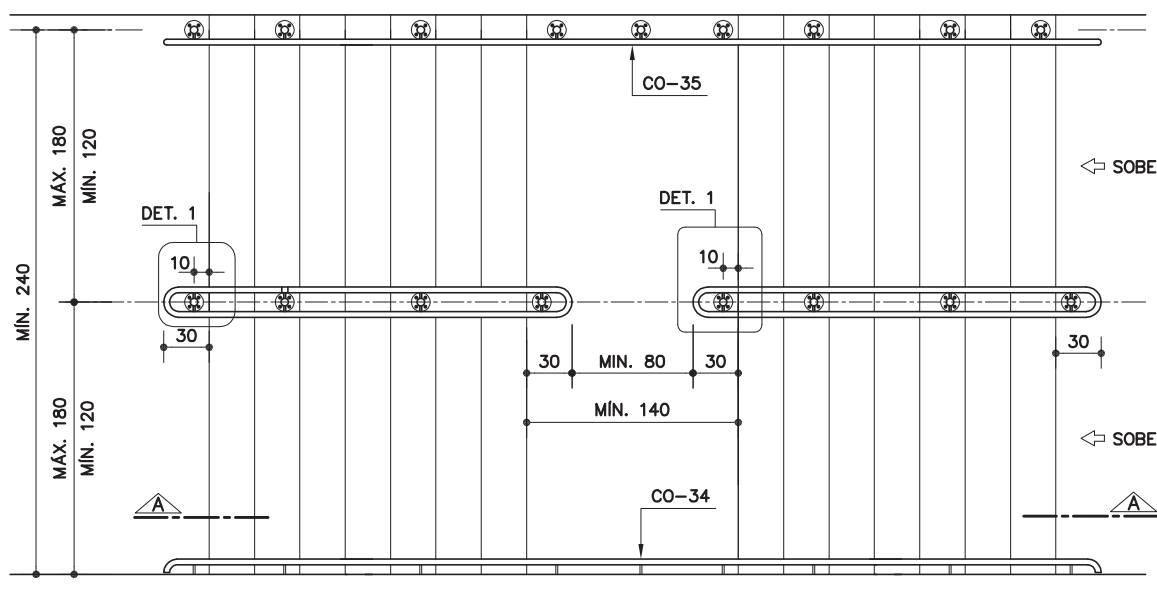 CO-35
MÁX. 180
MÍN. 120
SOBE
DET. 1
DET. 1
10
10
MÍN. 240
30
30
30
MIN. 80
30
MÍN. 140
MÁX. 180
MÍN. 120
SOBE
CO-34
A
A